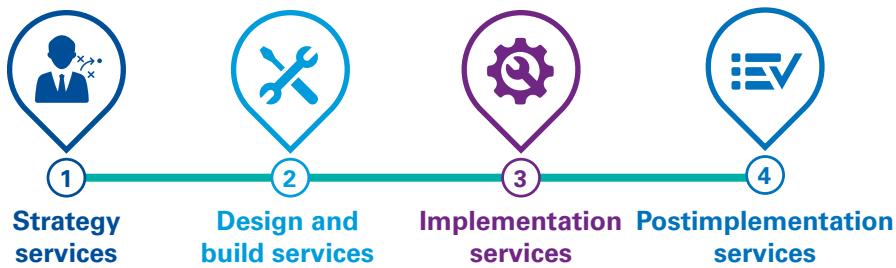 1
2
3
4
Strategy
services
Design and
build services
Implementation
services
Postimplementation
services